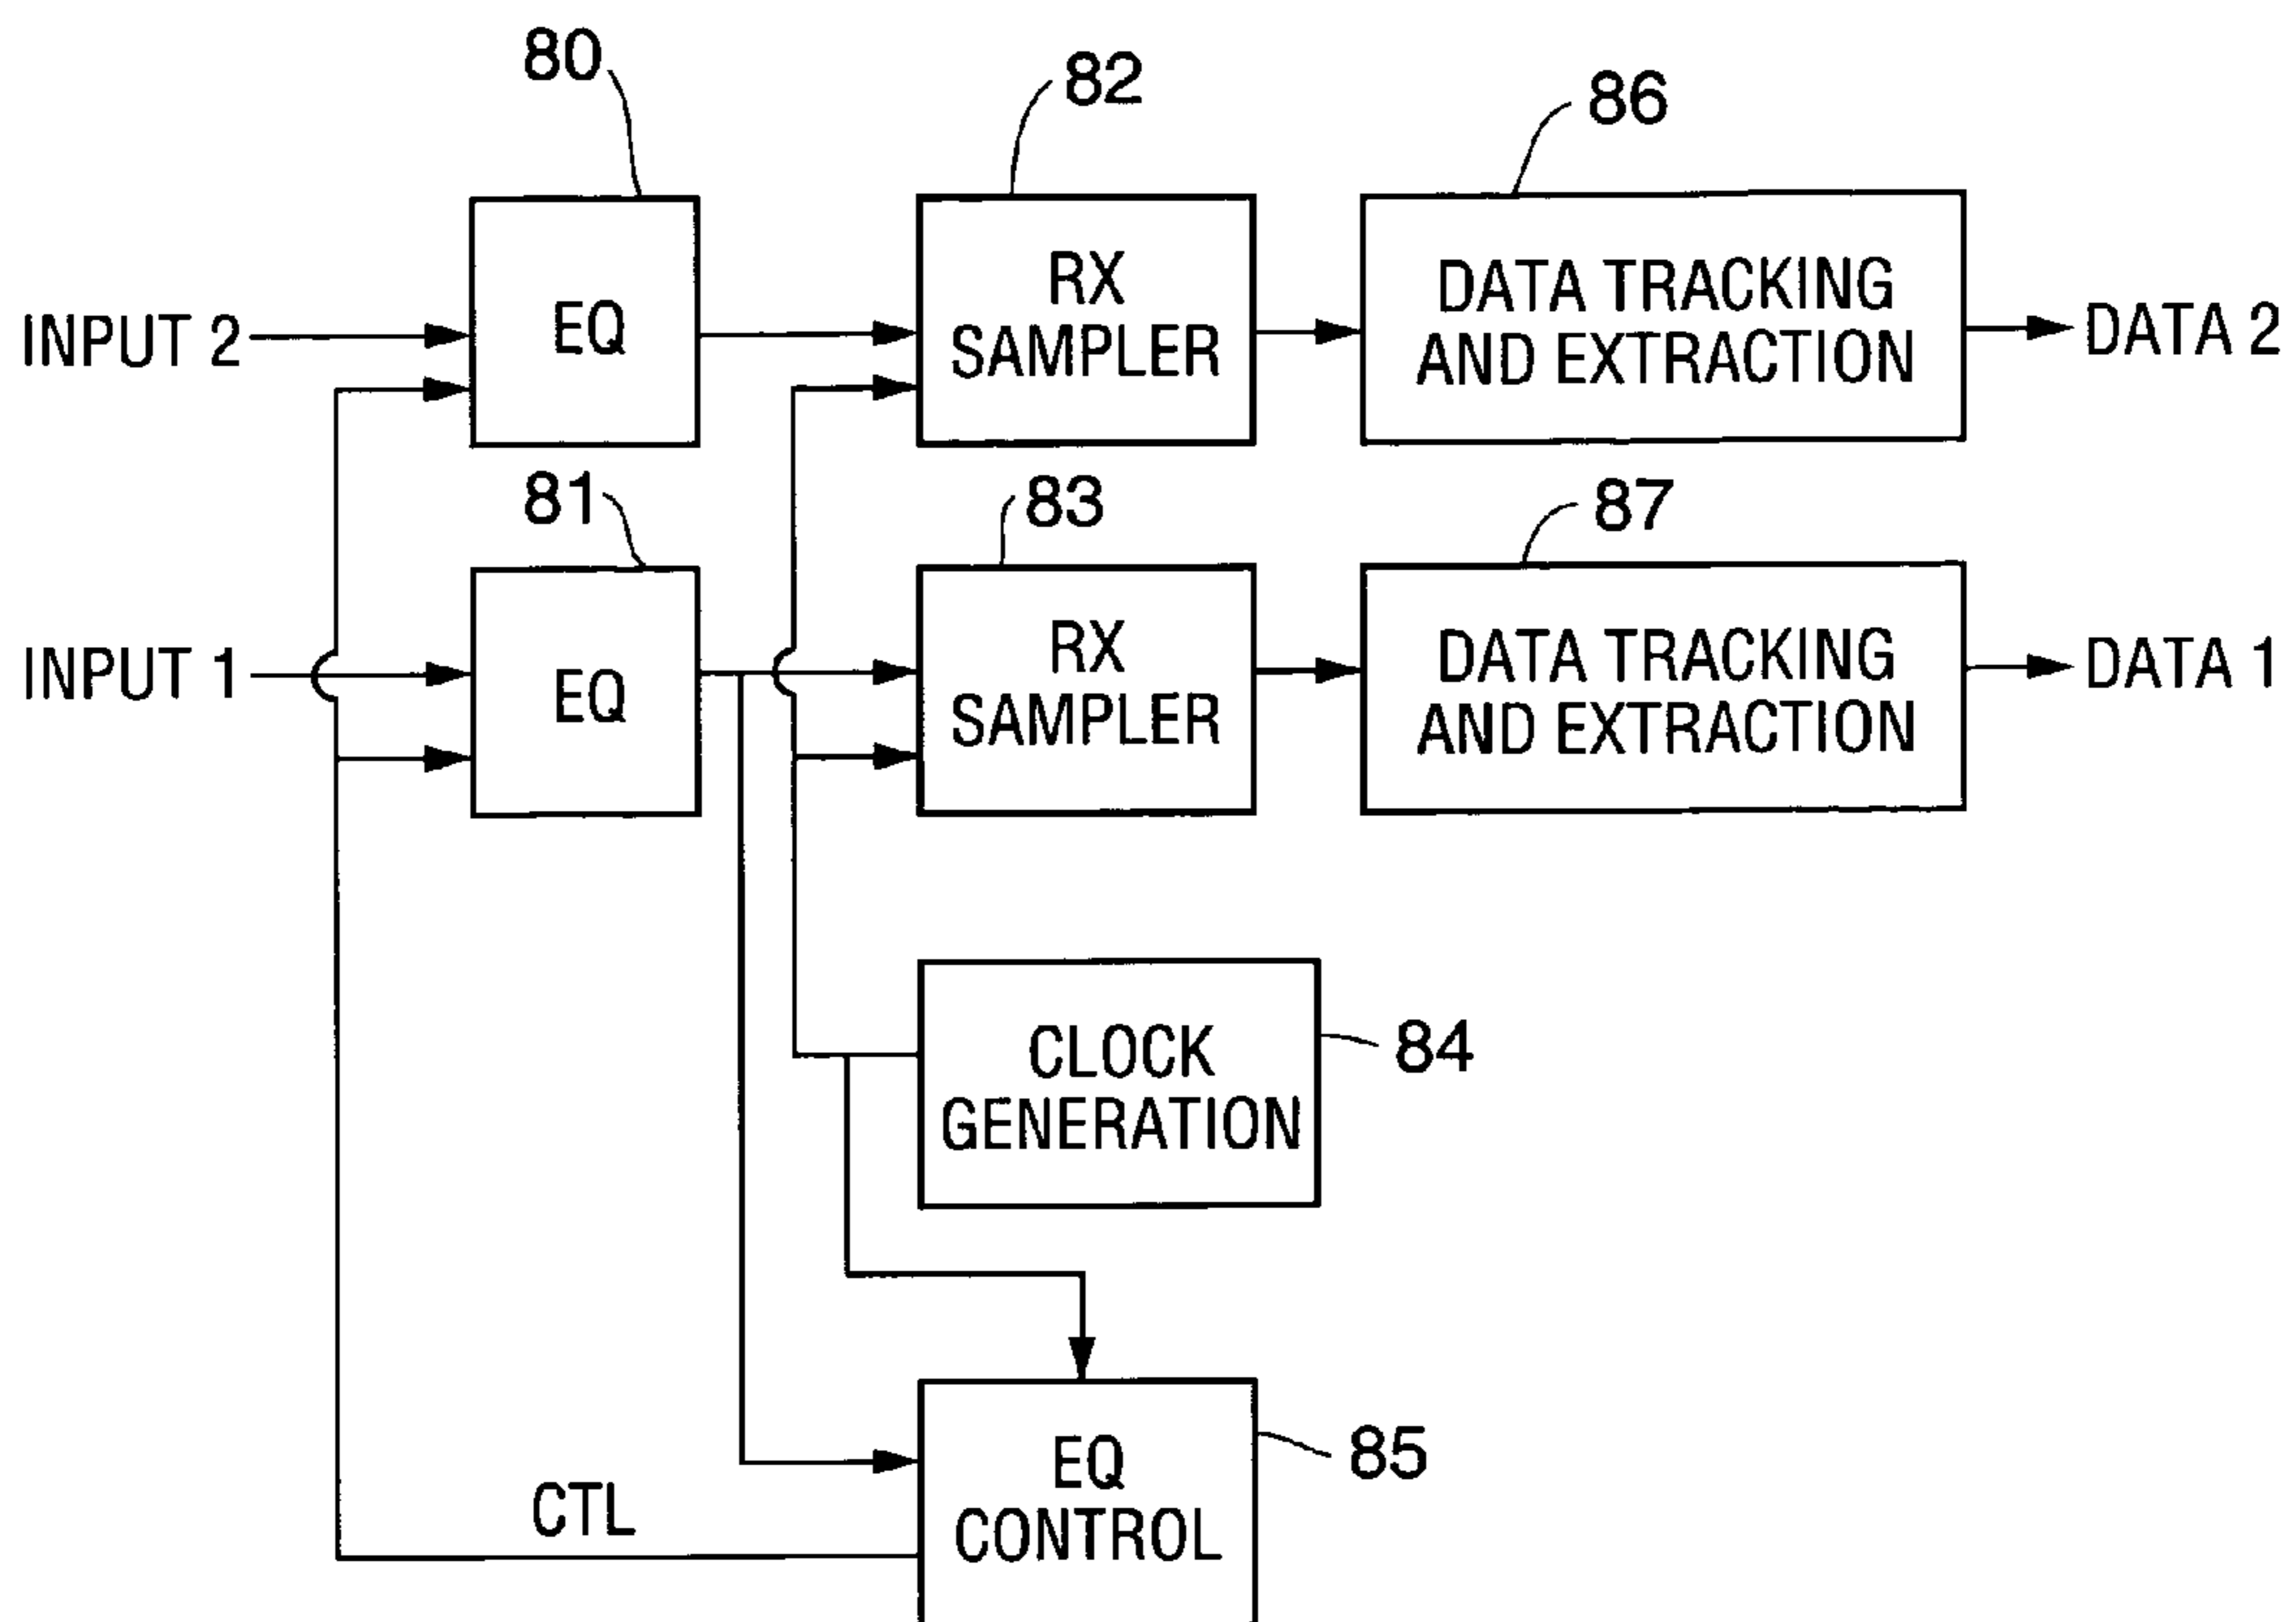 80
82
86
INPUT 2
EQ
RX
SAMPLER
DATA TRACKING
AND EXTRACTION
DATA 2
81
83
87
INPUT 1
EQ
RX
SAMPLER
DATA TRACKING
AND EXTRACTION
DATA 1
CLOCK
GENERATION
84
EQ
CONTROL
85
CTL